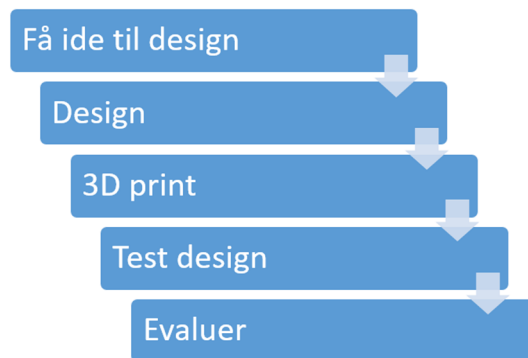 Få ide til design
Design
3D print
Test design
Evaluer